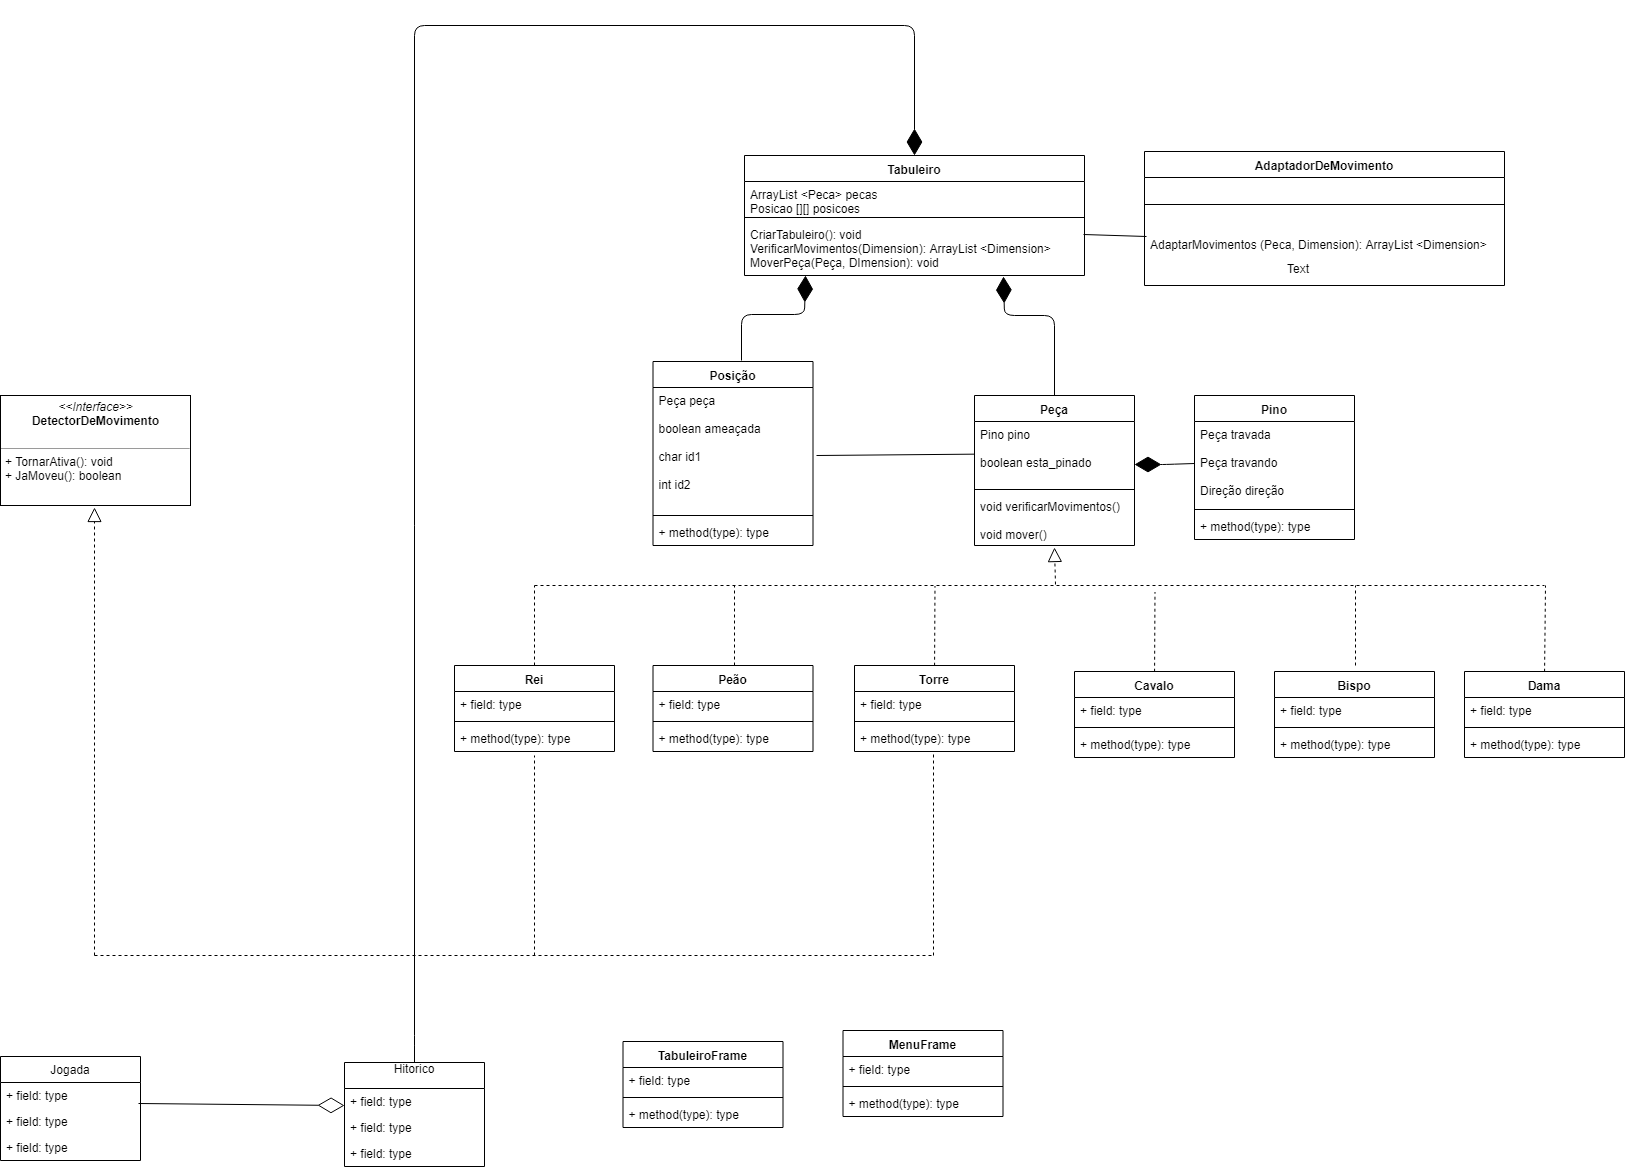 Tabuleiro
ArrayList <Peca> pecas
Posicao [][] posicoes
CriarTabuleiro(): void
VerificarMovimentos(Dimension): ArrayList <Dimension>
MoverPeça(Peça, DImension): void
AdaptadorDeMovimento
AdaptarMovimentos (Peca, Dimension): ArrayList <Dimension>
Text
<<Interface>>
DetectorDeMovimento
+ TornarAtiva(): void
+ JaMoveu(): boolean
Posição
Peça peça
boolean ameaçada
char id1
int id2
+ method(type): type
Peça
Pino pino
boolean esta_pinado
void verificarMovimentos()
void mover()
Pino
Peça travada
Peça travando
Direção direção
+ method(type): type
Rei
+ field: type
+ method(type): type
Peão
+ field: type
+ method(type): type
Torre
+ field: type
+ method(type): type
Cavalo
+ field: type
+ method(type): type
Bispo
+ field: type
+ method(type): type
Dama
+ field: type
+ method(type): type
Jogada
+ field: type
+ field: type
+ field: type
Hitorico
+ field: type
+ field: type
+ field: type
TabuleiroFrame
+ field: type
+ method(type): type
MenuFrame
+ field: type
+ method(type): type